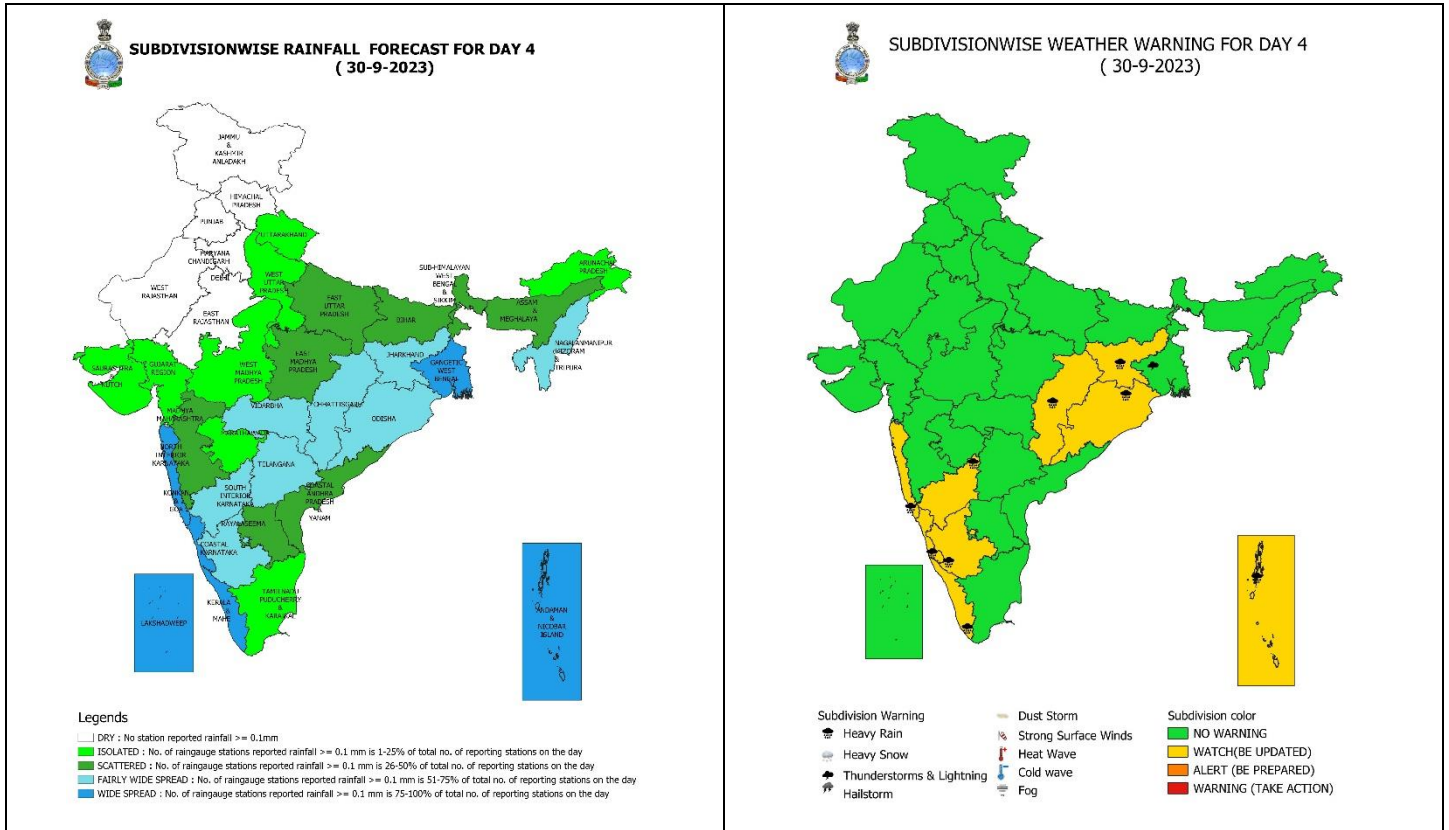 SUBDIVISIONWISE RAINFALL FORECAST FOR DAY 4
( 30-9-2023)
JAMMU
&
KASHMIR
ANLADAKH
HIMACHAL
PRADESH
PUNJAB
UTTARAKHAND
HARYANA
CHANDIGARH
&
DELHI
WEST
UTTAR
PRADESH
WEST
RAJASTHAN
EAST
RAJASTHAN
EAST
UTTAR
PRADESH
BIHAR
SUB-HIMALAYAN
WEST
BENGAL
&
SIKKIM
ARUNACHAL
PRADESH
ASSAM
&
MEGHALAYA
NAGALANMANIPUR
MIZORAM
&
TRIPURA
JHARKHAND
GANGETIC
WEST
BENGAL
SAURASHTRA
&
KUTCH
GUJARAT
REGION
WEST
MADHYA
PRADESH
EAST
MADHYA
PRADESH
VIDARBHA
CHHATTISGARH
ODISHA
MADHYA
MAHARASHTRA
MARATHAWADA
NORTH
INTERIOR
KARNATAKA
TELANGANA
KONKAN
&
GOA
SOUTH
INTERIOR
KARNATAKA
COASTAL
ANDHRA
PRADESH
&
YANAM
RAYALASEEMA
COASTAL
KARNATAKA
TAMILNADU
PUDUCHERRY
&
KARAIKAL
KERALA
&
MAHE
LAKSHADWEEP
ANDAMAN
&
NICOBAR
ISLAND
Legends
DRY : No station reported rainfall >= 0.1mm
ISOLATED : No. of raingauge stations reported rainfall >= 0.1 mm is 1-25% of total no. of reporting stations on the day
SCATTERED : No. of raingauge stations reported rainfall >= 0.1 mm is 26-50% of total no. of reporting stations on the day
FAIRLY WIDE SPREAD : No. of raingauge stations reported rainfall >= 0.1 mm is 51-75% of total no. of reporting stations on the day
WIDE SPREAD : No. of raingauge stations reported rainfall >= 0.1 mm is 75-100% of total no. of reporting stations on the day
SUBDIVISIONWISE WEATHER WARNING FOR DAY 4
( 30-9-2023)
Subdivision Warning
Heavy Rain
Heavy Snow
Thunderstorms & Lightning
Hailstorm
Dust Storm
Strong Surface Winds
Heat Wave
Cold wave
Fog
Subdivision color
NO WARNING
WATCH(BE UPDATED)
ALERT (BE PREPARED)
WARNING (TAKE ACTION)